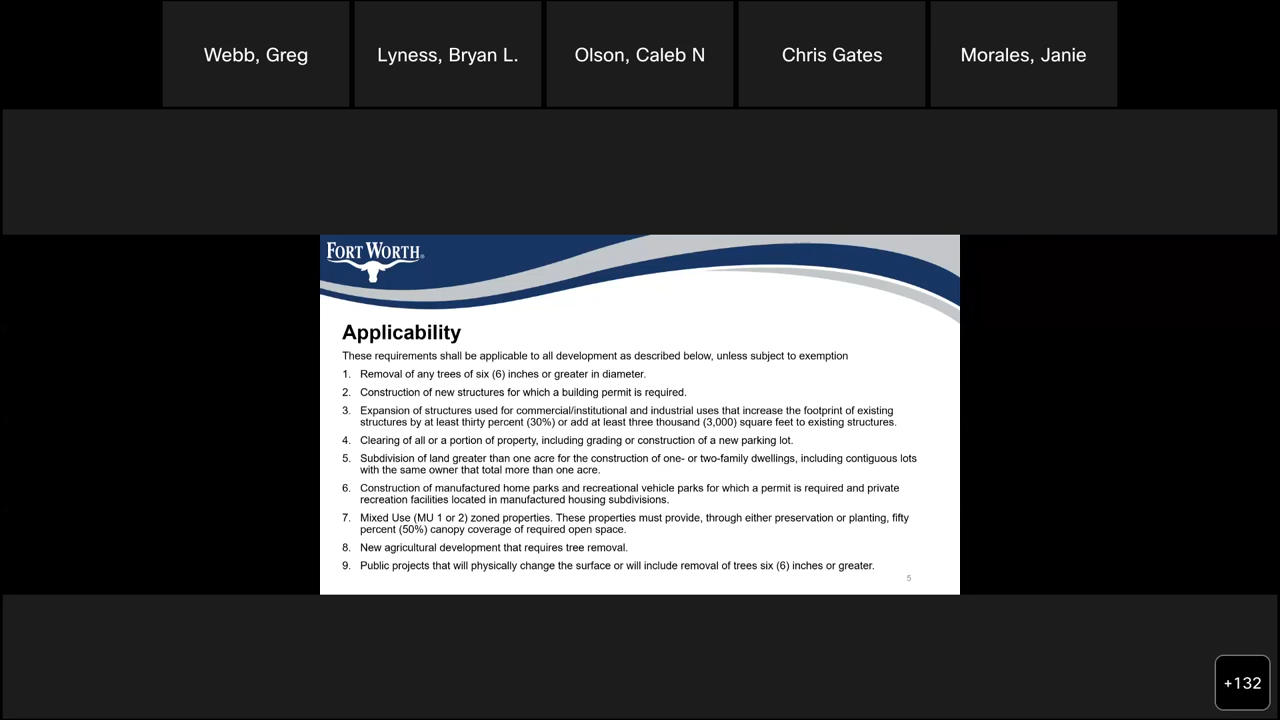 Webb, Greg
Lyness, Bryan L.
Olson, Caleb N
Chris Gates
Morales, Janie
FORT WORTH®
Applicability
These requirements shall be applicable to all development as described below, unless subject to exemption
1. Removal of any trees of six (6) inches or greater in diameter.
2. Construction of new structures for which a building permit is required.
3. Expansion of structures used for commercial/institutional and industrial uses that increase the footprint of existing
structures by at least thirty percent (30%) or add at least three thousand (3,000) square feet to existing structures.
4. Clearing of all or a portion of property, including grading or construction of a new parking lot.
5. Subdivision of land greater than one acre for the construction of one- or two-family dwellings, including contiguous lots
with the same owner that total more than one acre.
6. Construction of manufactured home parks and recreational vehicle parks for which a permit is required and private
recreation facilities located in manufactured housing subdivisions.
7. Mixed Use (MU 1 or 2) zoned properties. These properties must provide, through either preservation or planting, fifty
percent (50%) canopy coverage of required open space.
8. New agricultural development that requires tree removal.
9. Public projects that will physically change the surface or will include removal of trees six (6) inches or greater.
5
+132